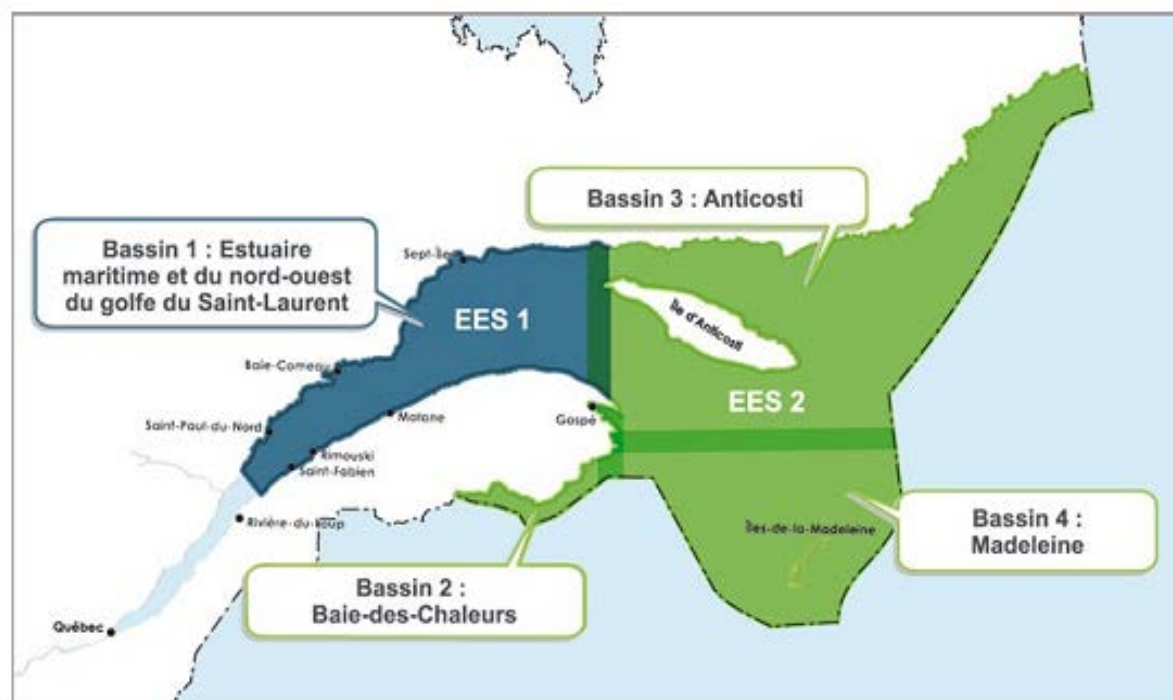 Bassin 3 : Anticosti
Bassin 1 : Estuaire
maritime et du nord-ouest
du golfe du Saint-Laurent
Sept-Île
EES 1
Île d'Anticosti
Baie-Comeau
EES 2
Matane
Gaspé
Saint-Paul-du-Nord
Rimouski
Saint-Fabien
Rivière-du-Loup
Îles-de-la-Madeleine
Bassin 4 :
Madeleine
Bassin 2 :
Baie-des-Chaleurs
Québec